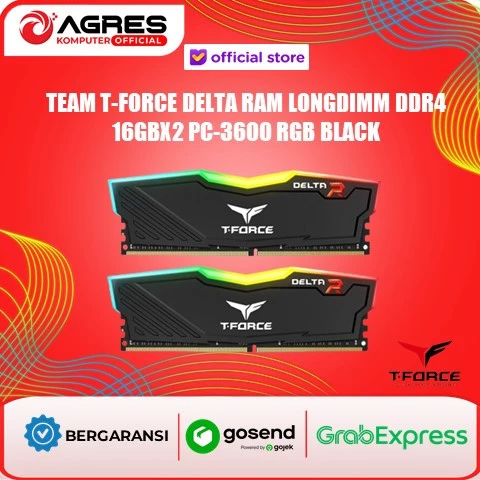 AGRES
KOMPUTER OFFICIAL
official store
TEAM T-FORCE DELTA RAM LONGDIMM DDR4
16GBX2 PC-3600 RGB BLACK
DELTA R
T-FORCE
DELTA R
T-FORCE
T-FORCE
BERGARANSI
gosend
Powered by gojek
GrabExpress